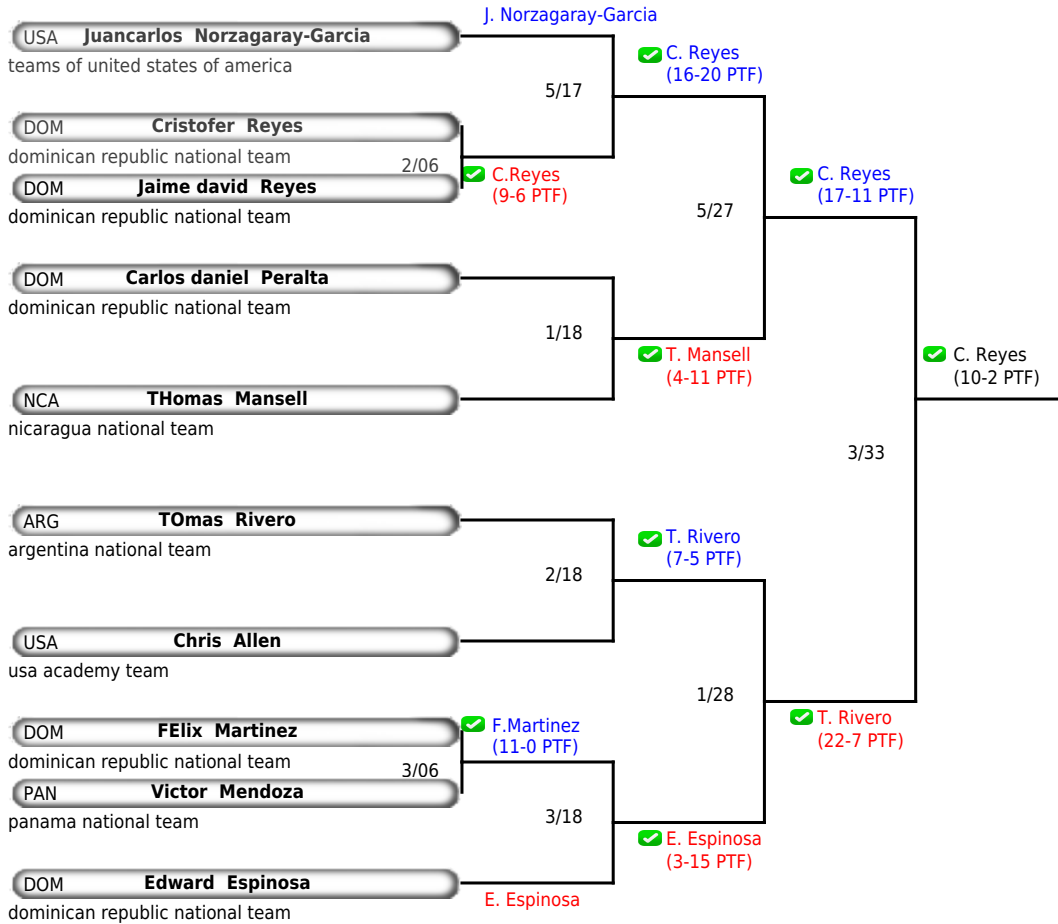 J. Norzagaray-Garcia
USA Juancarlos Norzagaray-Garcia
teams of united states of america
C. Reyes
(16-20 PTF)
5/17
DOM Cristofer Reyes
dominican republic national team
2/06
C.Reyes
(9-6 PTF)
DOM Jaime david Reyes
dominican republic national team
C. Reyes
(17-11 PTF)
5/27
DOM Carlos daniel Peralta
dominican republic national team
1/18
T. Mansell
(4-11 PTF)
C. Reyes
(10-2 PTF)
NCA THomas Mansell
nicaragua national team
3/33
ARG TOmas Rivero
argentina national team
T. Rivero
(7-5 PTF)
2/18
USA Chris Allen
usa academy team
1/28
T. Rivero
(22-7 PTF)
DOM FElix Martinez
dominican republic national team
F.Martinez
(11-0 PTF)
3/06
PAN Victor Mendoza
panama national team
3/18
E. Espinosa
(3-15 PTF)
DOM Edward Espinosa
dominican republic national team
E. Espinosa